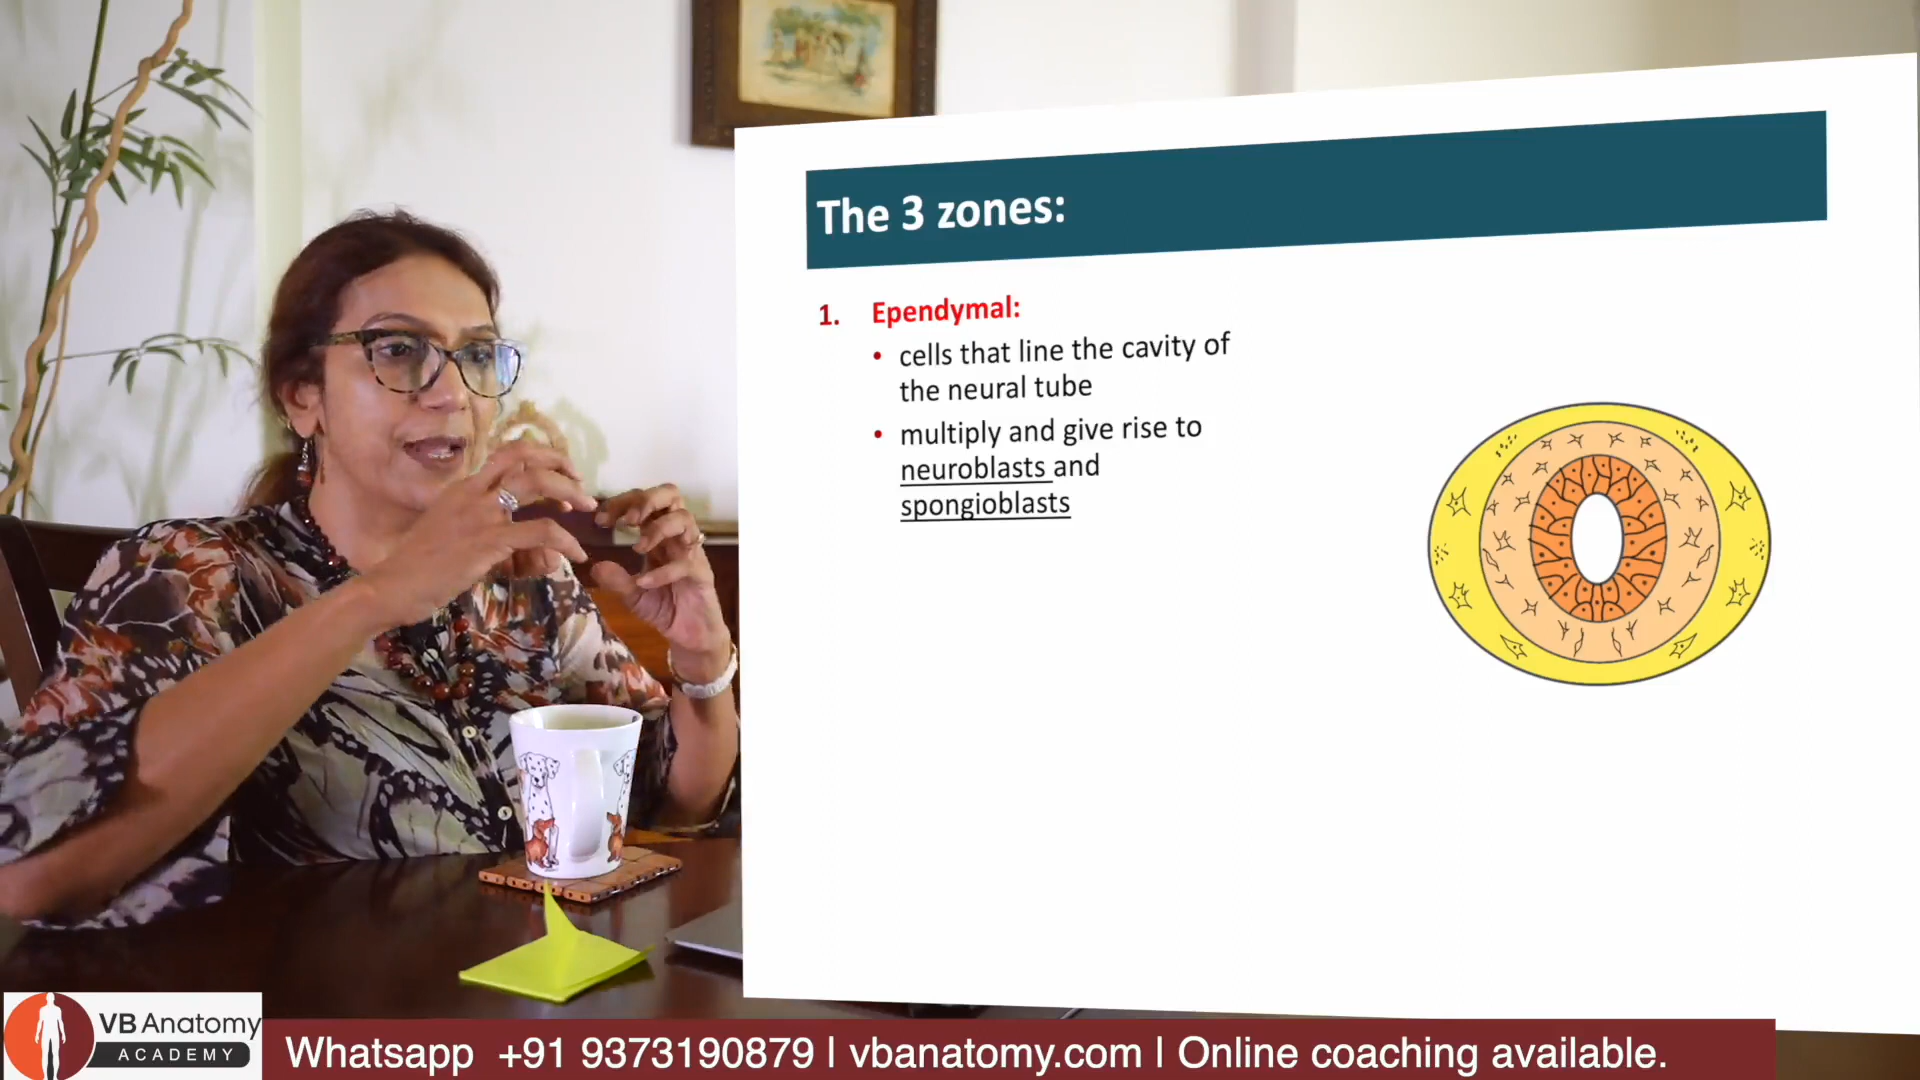 The 3 zones:
1. Ependymal:
• cells that line the cavity of
the neural tube
• multiply and give rise to
neuroblasts and
spongioblasts
VB Anatomy
ACADEMY
Whatsapp +91 9373190879 | vbanatomy.com | Online coaching available.